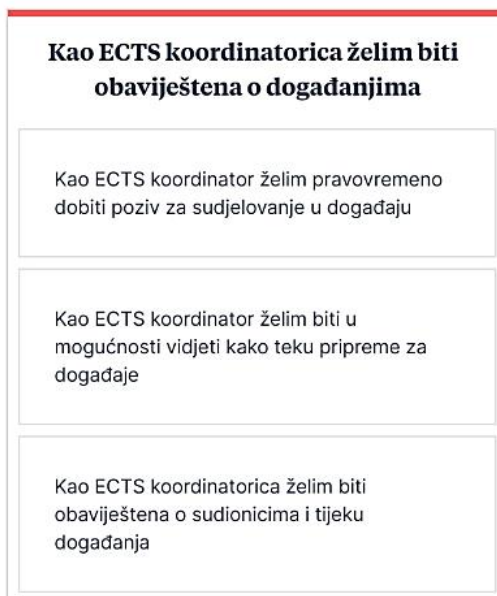 Kao ECTS koordinatorica želim biti
obaviještena o događanjima
Kao ECTS koordinator želim pravovremeno
dobiti poziv za sudjelovanje u događaju
Kao ECTS koordinator želim biti u
mogućnosti vidjeti kako teku pripreme za
događaje
Kao ECTS koordinatorica želim biti
obaviještena o sudionicima i tijeku
događanja